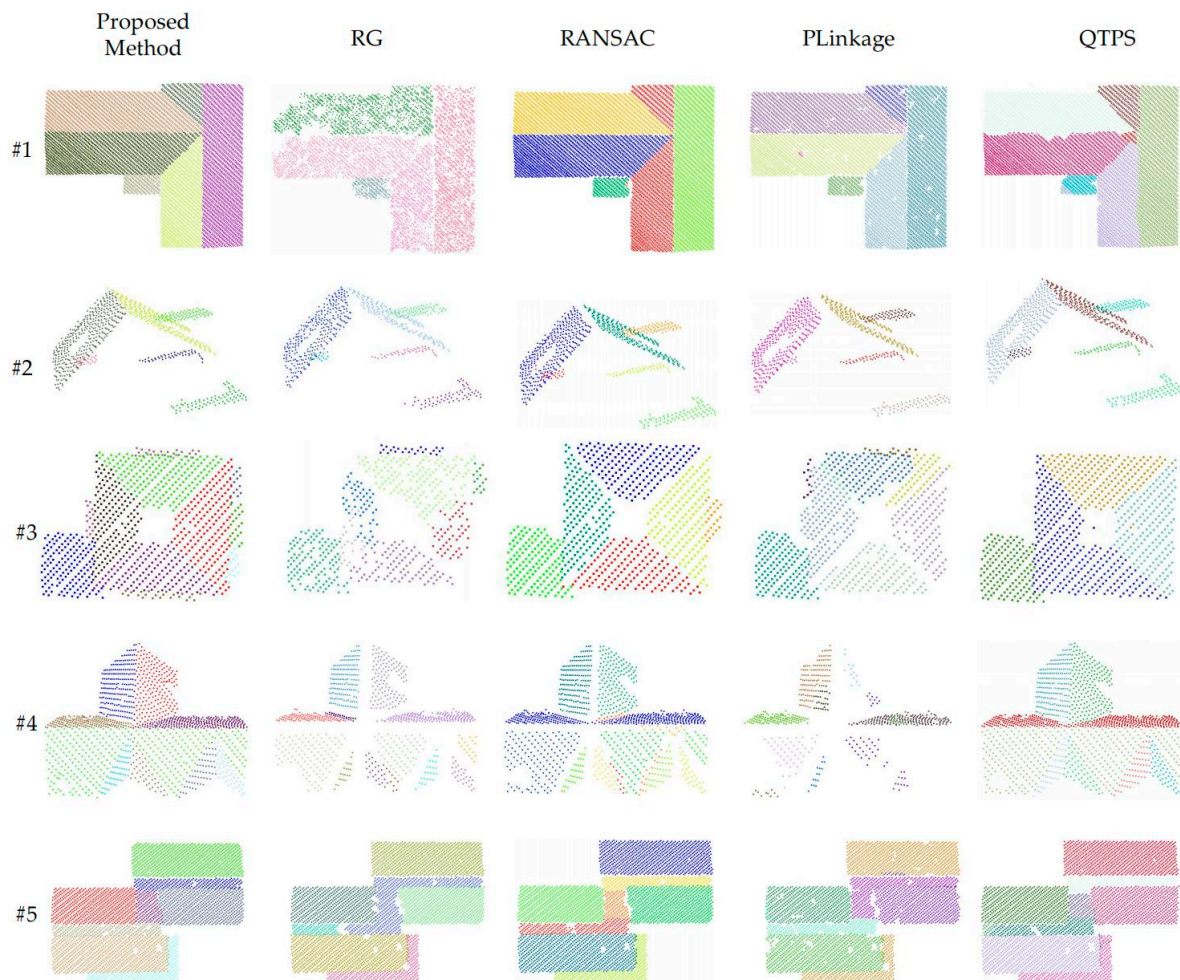 Proposed
Method
RG
RANSAC
PLinkage
QTPS
#1
#2
#3
#4
#5